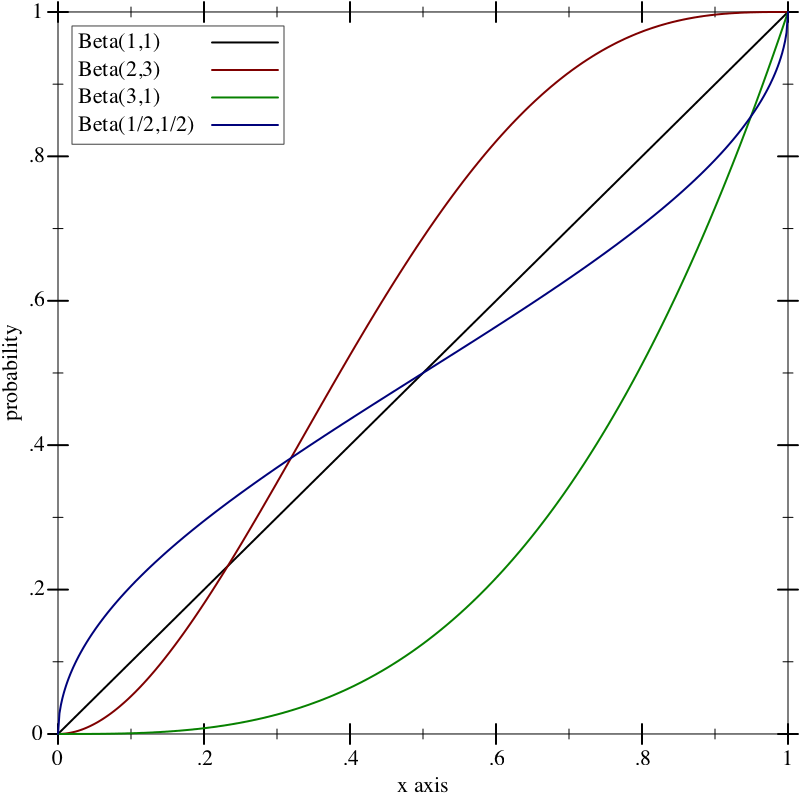 1
Beta(1,1)
Beta(2,3)
Beta(3,1)
Beta(1/2,1/2)
.8
.6
probability
.4
.2
0
0 .2 .4 .6 .8 1
x axis